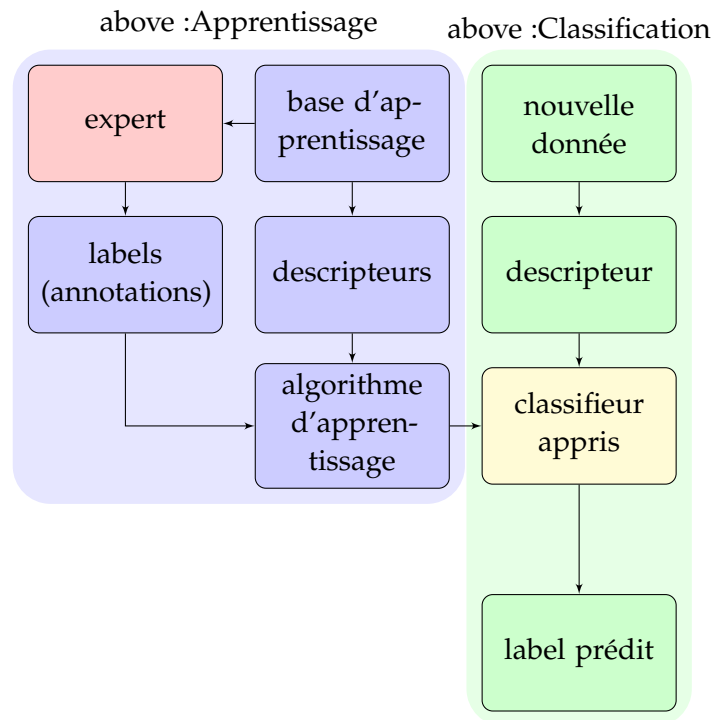 above :Apprentissage
above :Classification
expert
base d'ap-
prentissage
nouvelle
donnée
labels
(annotations)
descripteurs
descripteur
algorithme
d'appren-
tissage
classifieur
appris
label prédit